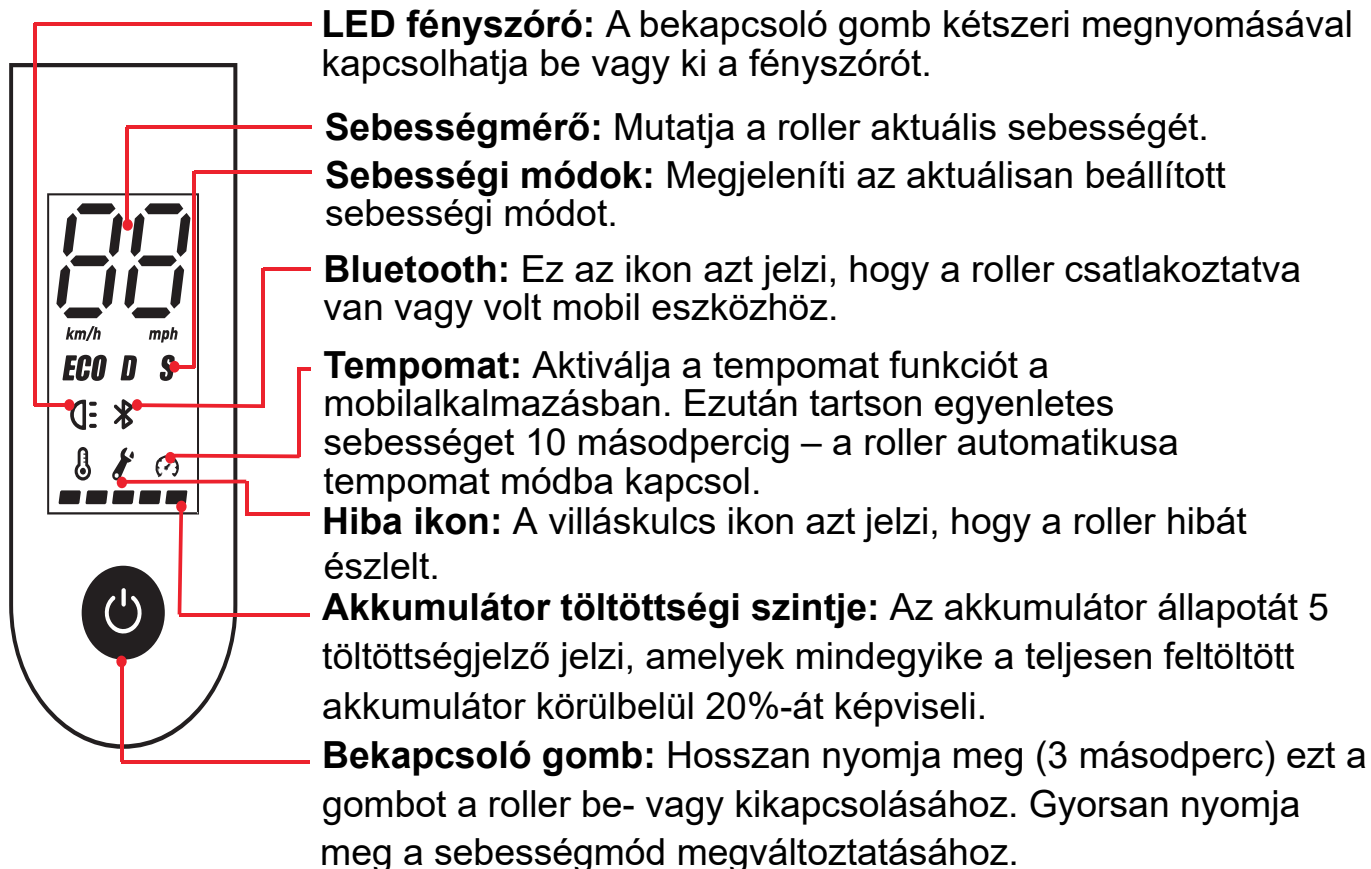 LED fényszóró: A bekapcsoló gomb kétszeri megnyomásával
kapcsolhatja be vagy ki a fényszórót.
Sebességmérő: Mutatja a roller aktuális sebességét.
Sebességi módok: Megjeleníti az aktuálisan beállított
sebességi módot.
Bluetooth: Ez az ikon azt jelzi, hogy a roller csatlakoztatva
van vagy volt mobil eszközhöz.
Tempomat: Aktiválja a tempomat funkciót a
mobilalkalmazásban. Ezután tartson egyenletes
sebességet 10 másodpercig – a roller automatikusa
tempomat módba kapcsol.
Hiba ikon: A villáskulcs ikon azt jelzi, hogy a roller hibát
észlelt.
Akkumulátor töltöttségi szintje: Az akkumulátor állapotát 5
töltöttségjelző jelzi, amelyek mindegyike a teljesen feltöltött
akkumulátor körülbelül 20%-át képviseli.
Bekapcsoló gomb: Hosszan nyomja meg (3 másodperc) ezt a
gombot a roller be- vagy kikapcsolásához. Gyorsan nyomja
meg a sebességmód megváltoztatásához.
88
km/h mph
ECO D S